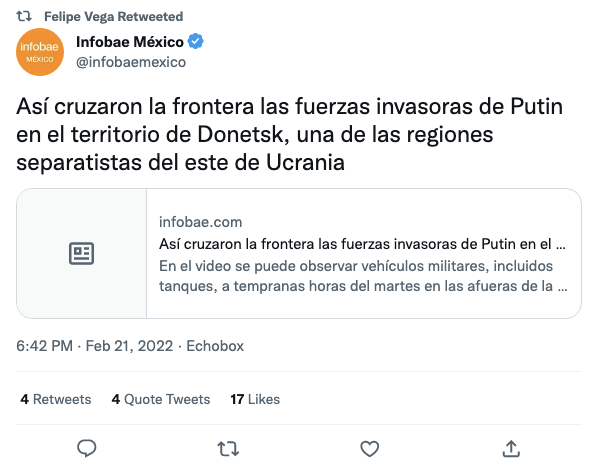 Felipe Vega Retweeted
infobae
MÉXICO
Infobae México
@infobaemexico
Así cruzaron la frontera las fuerzas invasoras de Putin
en el territorio de Donetsk, una de las regiones
separatistas del este de Ucrania
infobae.com
Así cruzaron la frontera las fuerzas invasoras de Putin en el ...
En el video se puede observar vehículos militares, incluidos
tanques, a tempranas horas del martes en las afueras de la ...
6:42 PM · Feb 21, 2022 · Echobox
4 Retweets 4 Quote Tweets 17 Likes